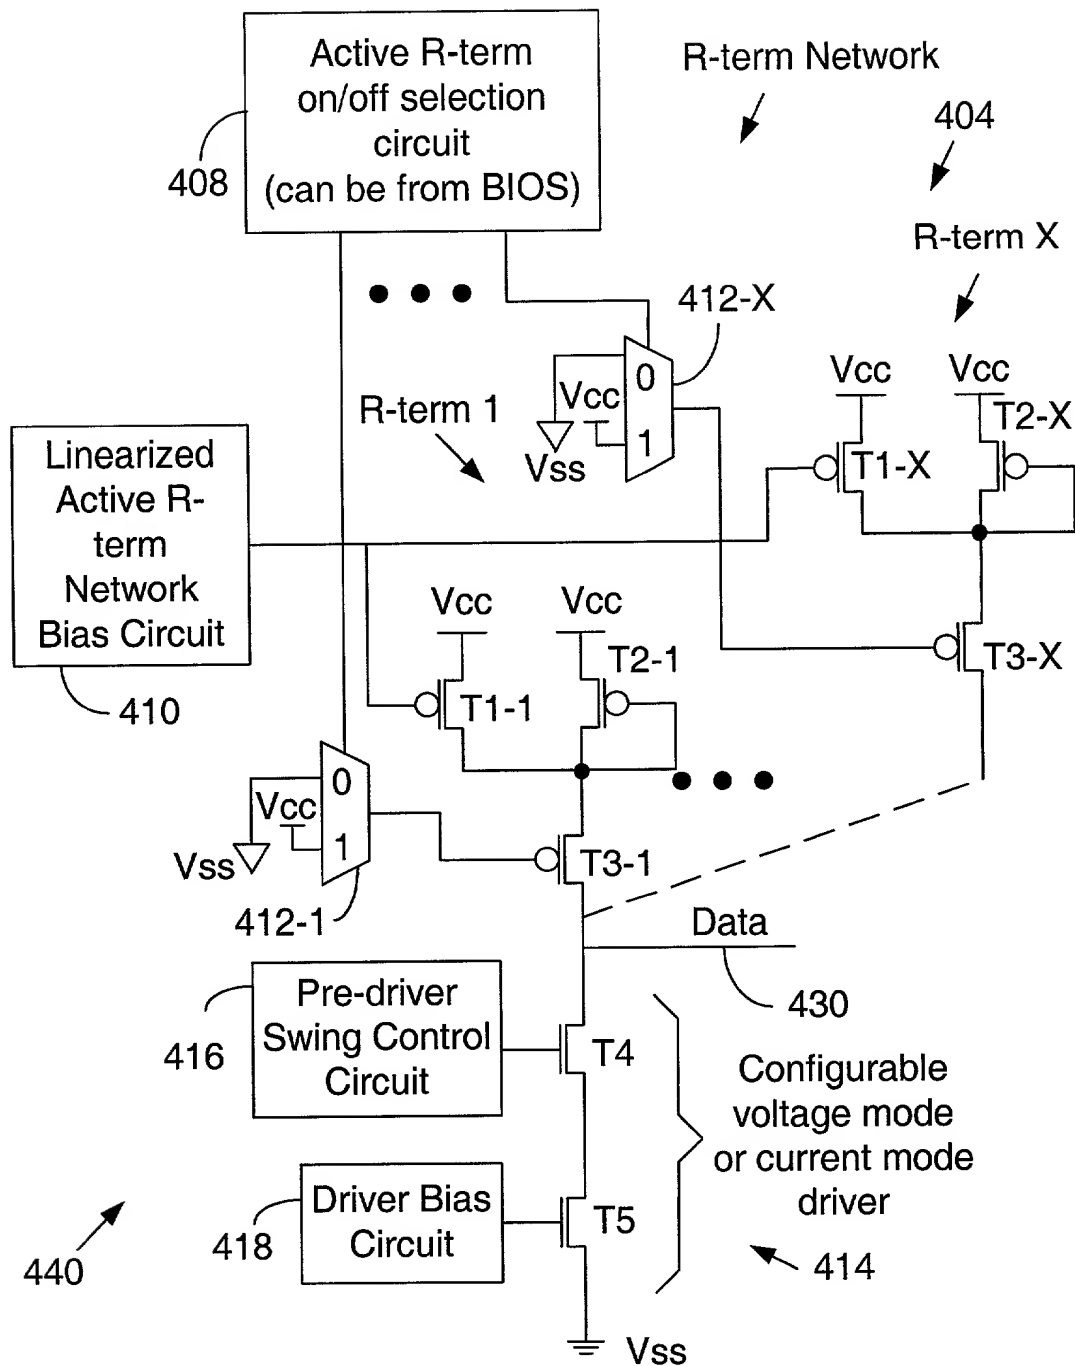 Active R-term
on/off selection
circuit
(can be from BIOS)
408
R-term Network
404
R-term X
412-X
0
Vcc
1
Vss
R-term 1
Vcc
Vcc
T2-X
T1-X
T3-X
Linearized
Active R-
term
Network
Bias Circuit
410
Vcc
Vcc
T2-1
T1-1
0
Vcc
1
Vss
T3-1
412-1
Data
430
Pre-driver
Swing Control
Circuit
416
T4
Configurable
voltage mode
or current mode
driver
Driver Bias
Circuit
418
T5
414
440
Vss